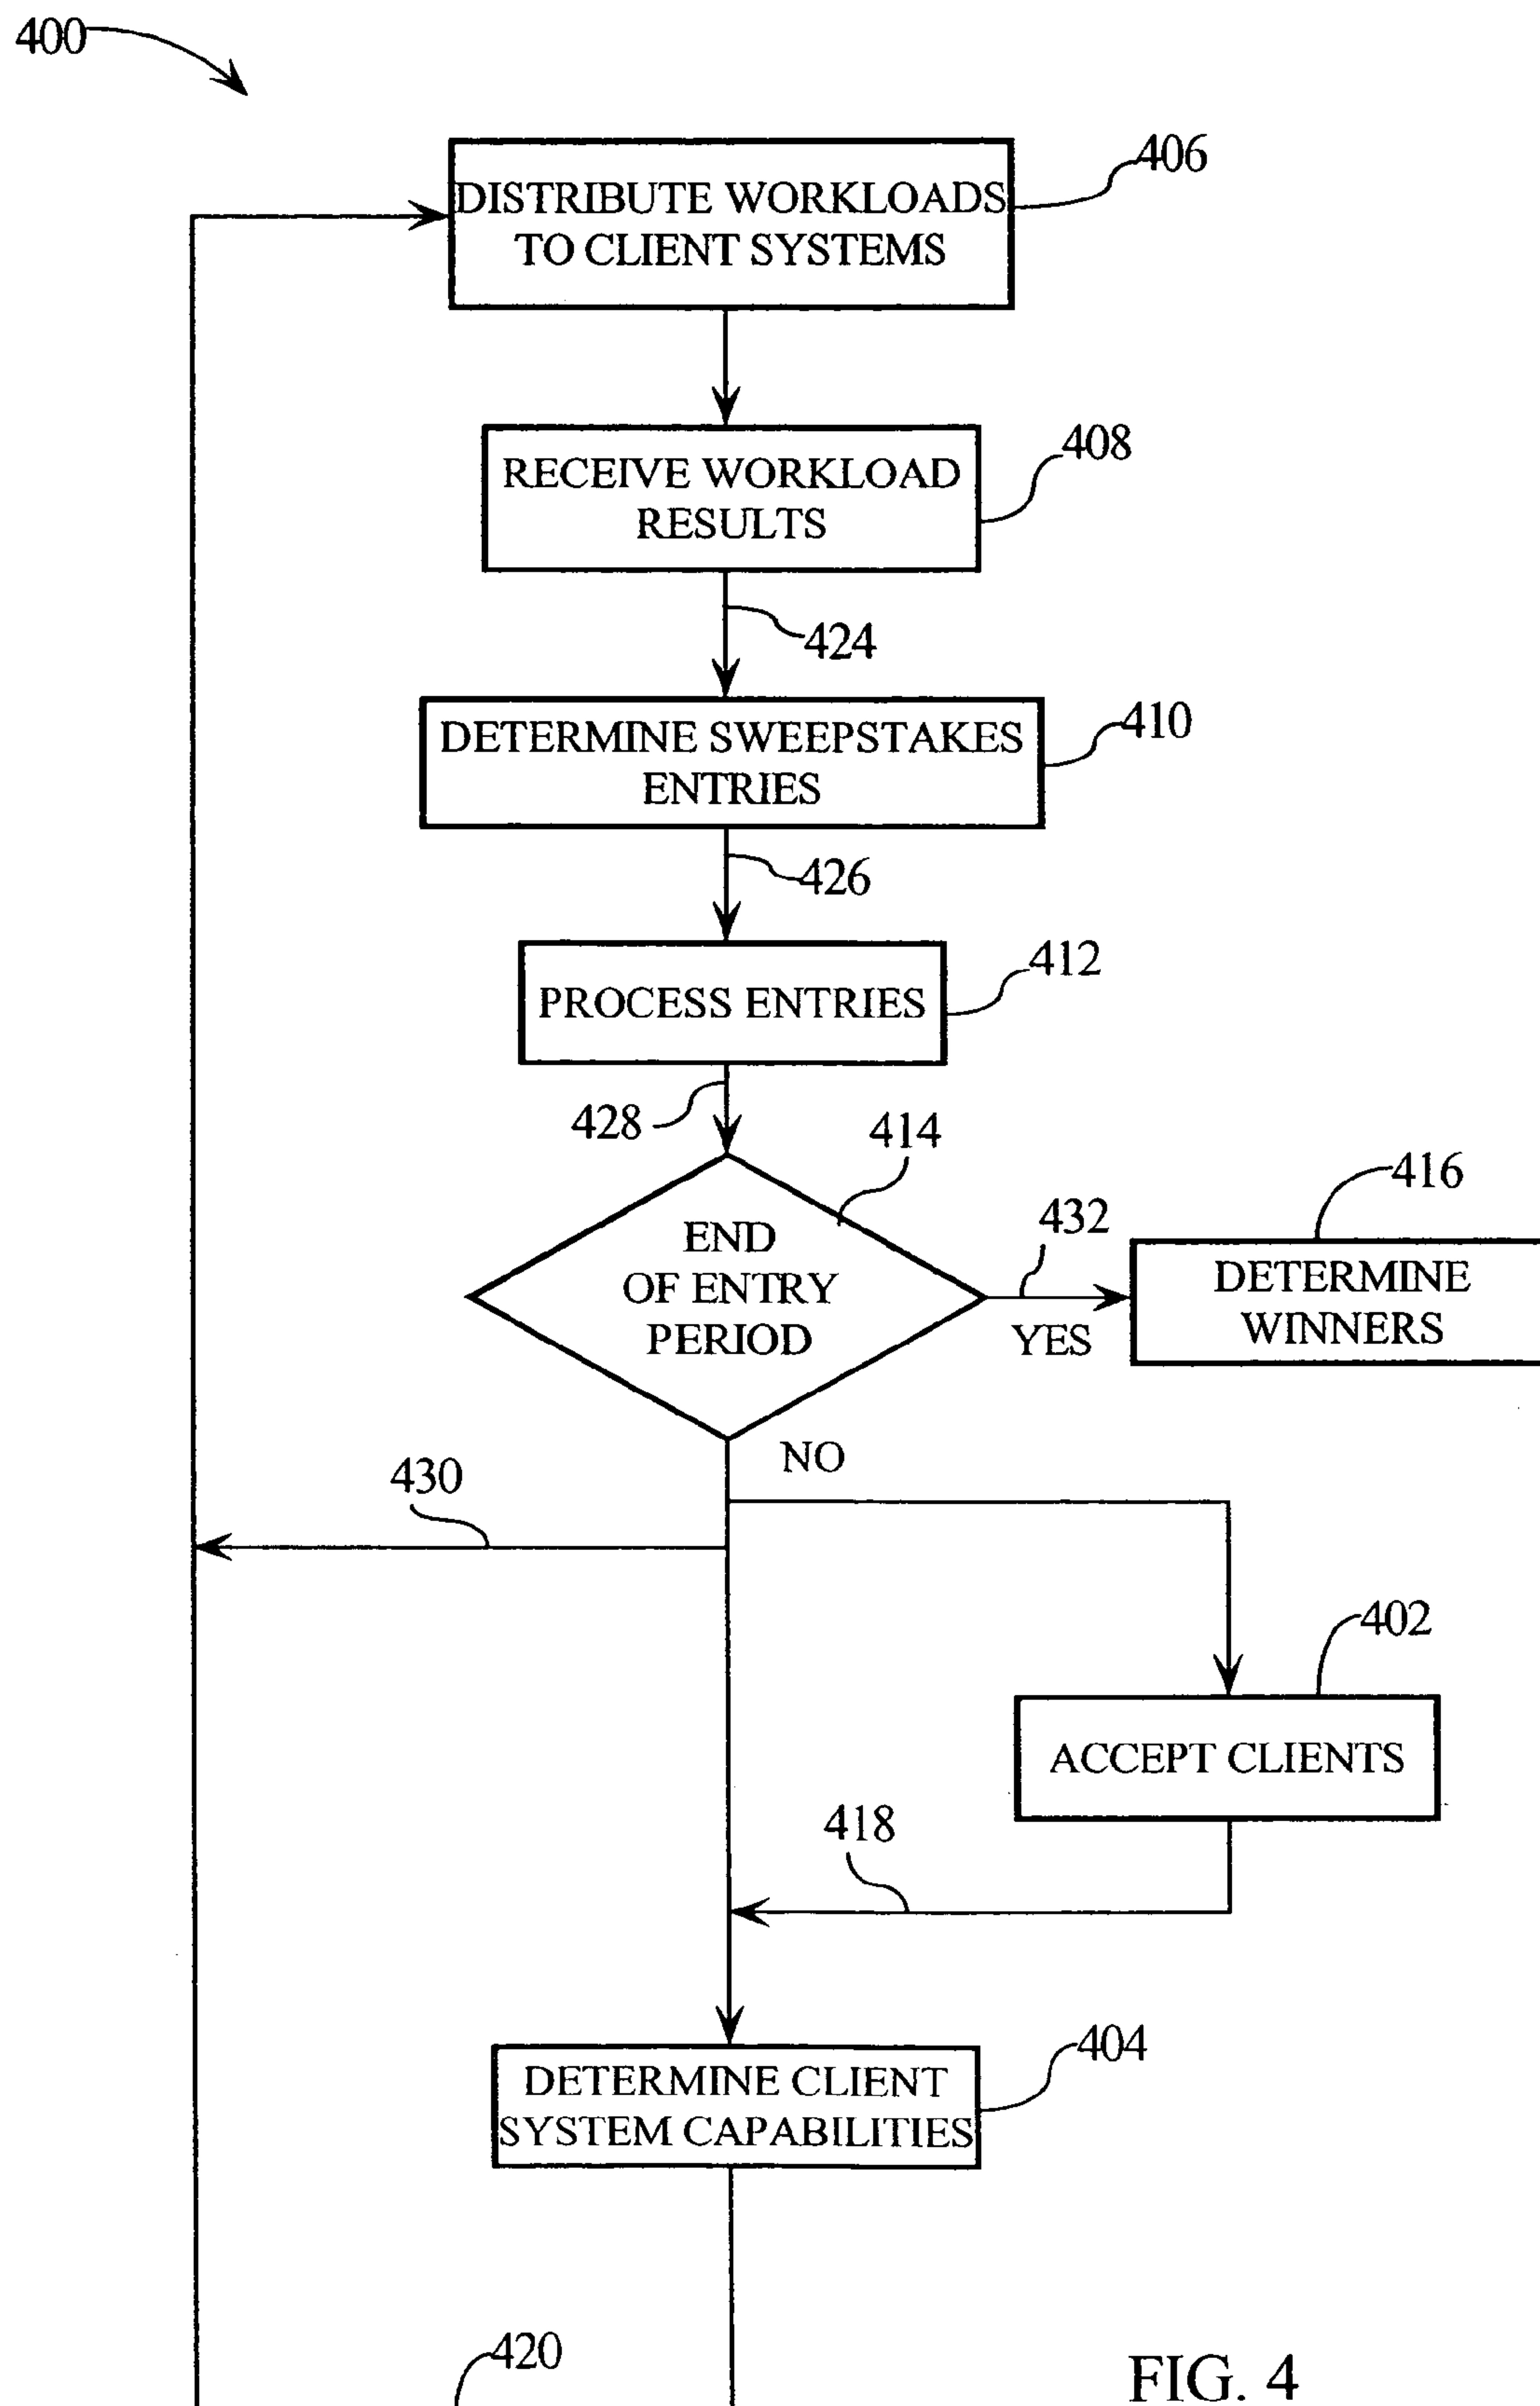 400
406
DISTRIBUTE WORKLOADS
TO CLIENT SYSTEMS
408
RECEIVE WORKLOAD
RESULTS
424
410
DETERMINE SWEEPSTAKES
ENTRIES
426
412
PROCESS ENTRIES
428
414
END
OF ENTRY
PERIOD
432
YES
416
DETERMINE
WINNERS
NO
430
402
ACCEPT CLIENTS
418
404
DETERMINE CLIENT
SYSTEM CAPABILITIES
420
FIG. 4